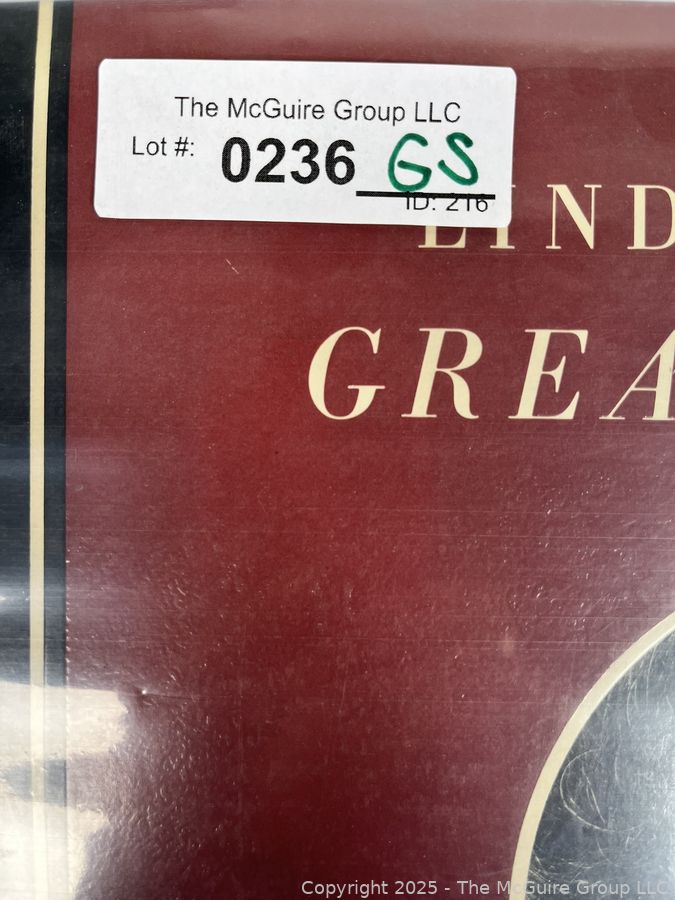 The McGuire Group LLC
Lot #: 0236 GS
ID: 216
LIND
GREA
Copyright 2025 - The McGuire Group LLC